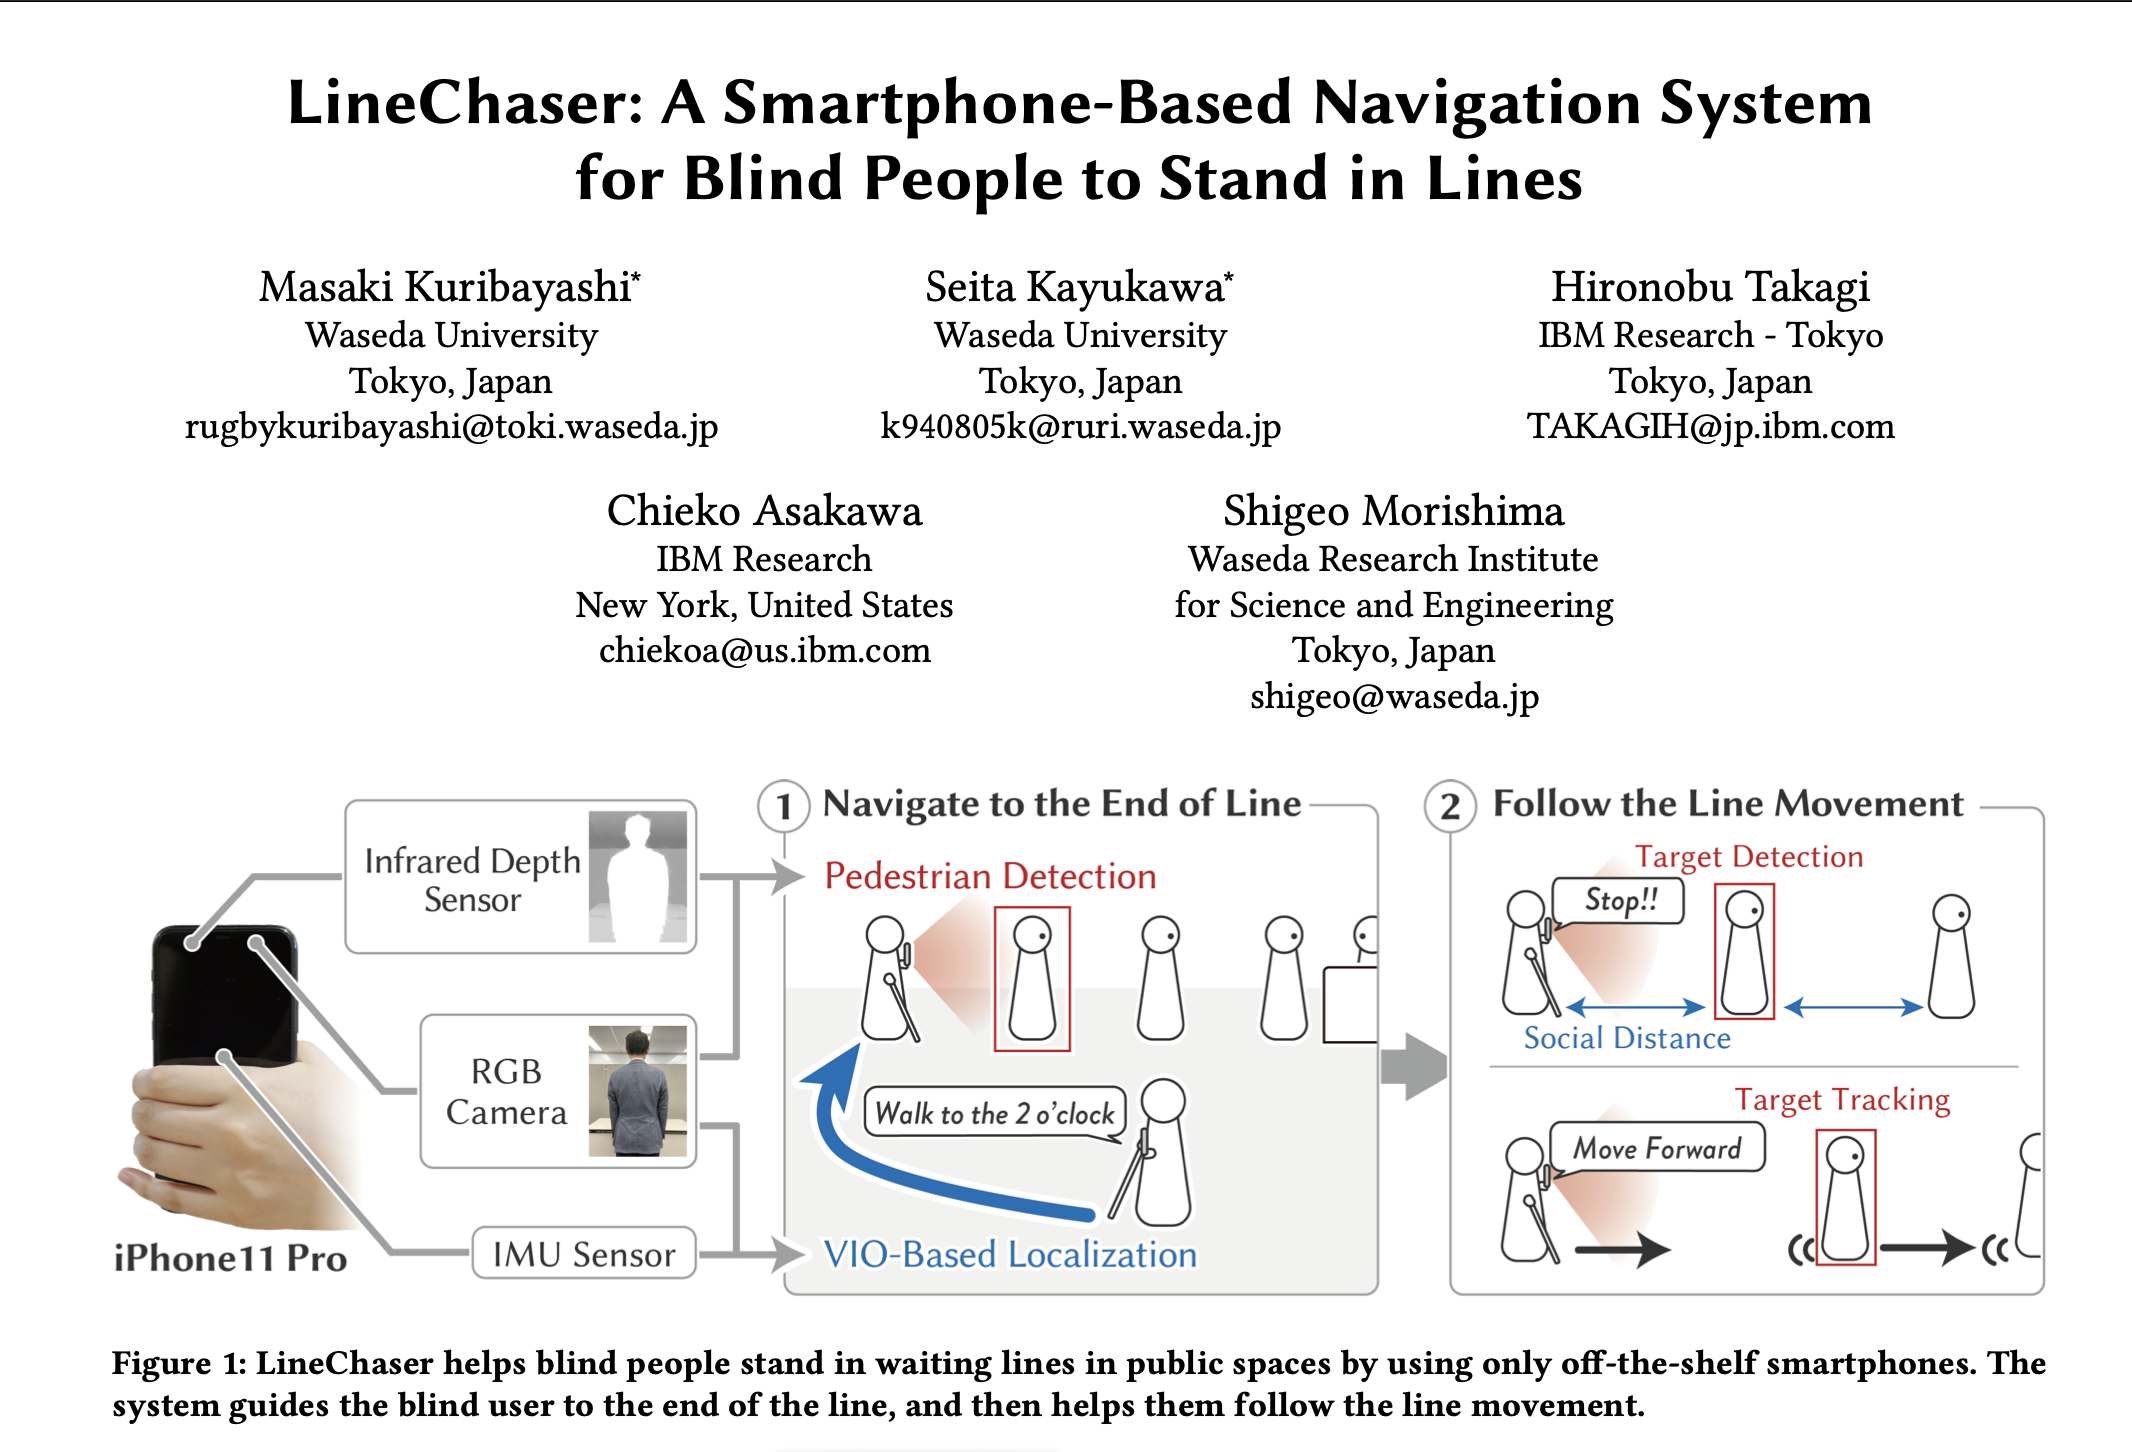 LineChaser: A Smartphone-Based Navigation System
for Blind People to Stand in Lines
Masaki Kuribayashi*
Waseda University
Tokyo, Japan
rugbykuribayashi@toki.waseda.jp
Seita Kayukawa*
Waseda University
Tokyo, Japan
k940805k@ruri.waseda.jp
Hironobu Takagi
IBM Research - Tokyo
Tokyo, Japan
TAKAGIH@jp.ibm.com
Chieko Asakawa
IBM Research
New York, United States
chiekoa@us.ibm.com
Shigeo Morishima
Waseda Research Institute
for Science and Engineering
Tokyo, Japan
shigeo@waseda.jp
Infrared Depth
Sensor
RGB
Camera
IMU Sensor
iPhone11 Pro
1 Navigate to the End of Line
Pedestrian Detection
Walk to the 2 o'clock
VIO-Based Localization
2 Follow the Line Movement
Target Detection
Stop!!
Social Distance
Target Tracking
Move Forward
Figure 1: LineChaser helps blind people stand in waiting lines in public spaces by using only off-the-shelf smartphones. The
system guides the blind user to the end of the line, and then helps them follow the line movement.